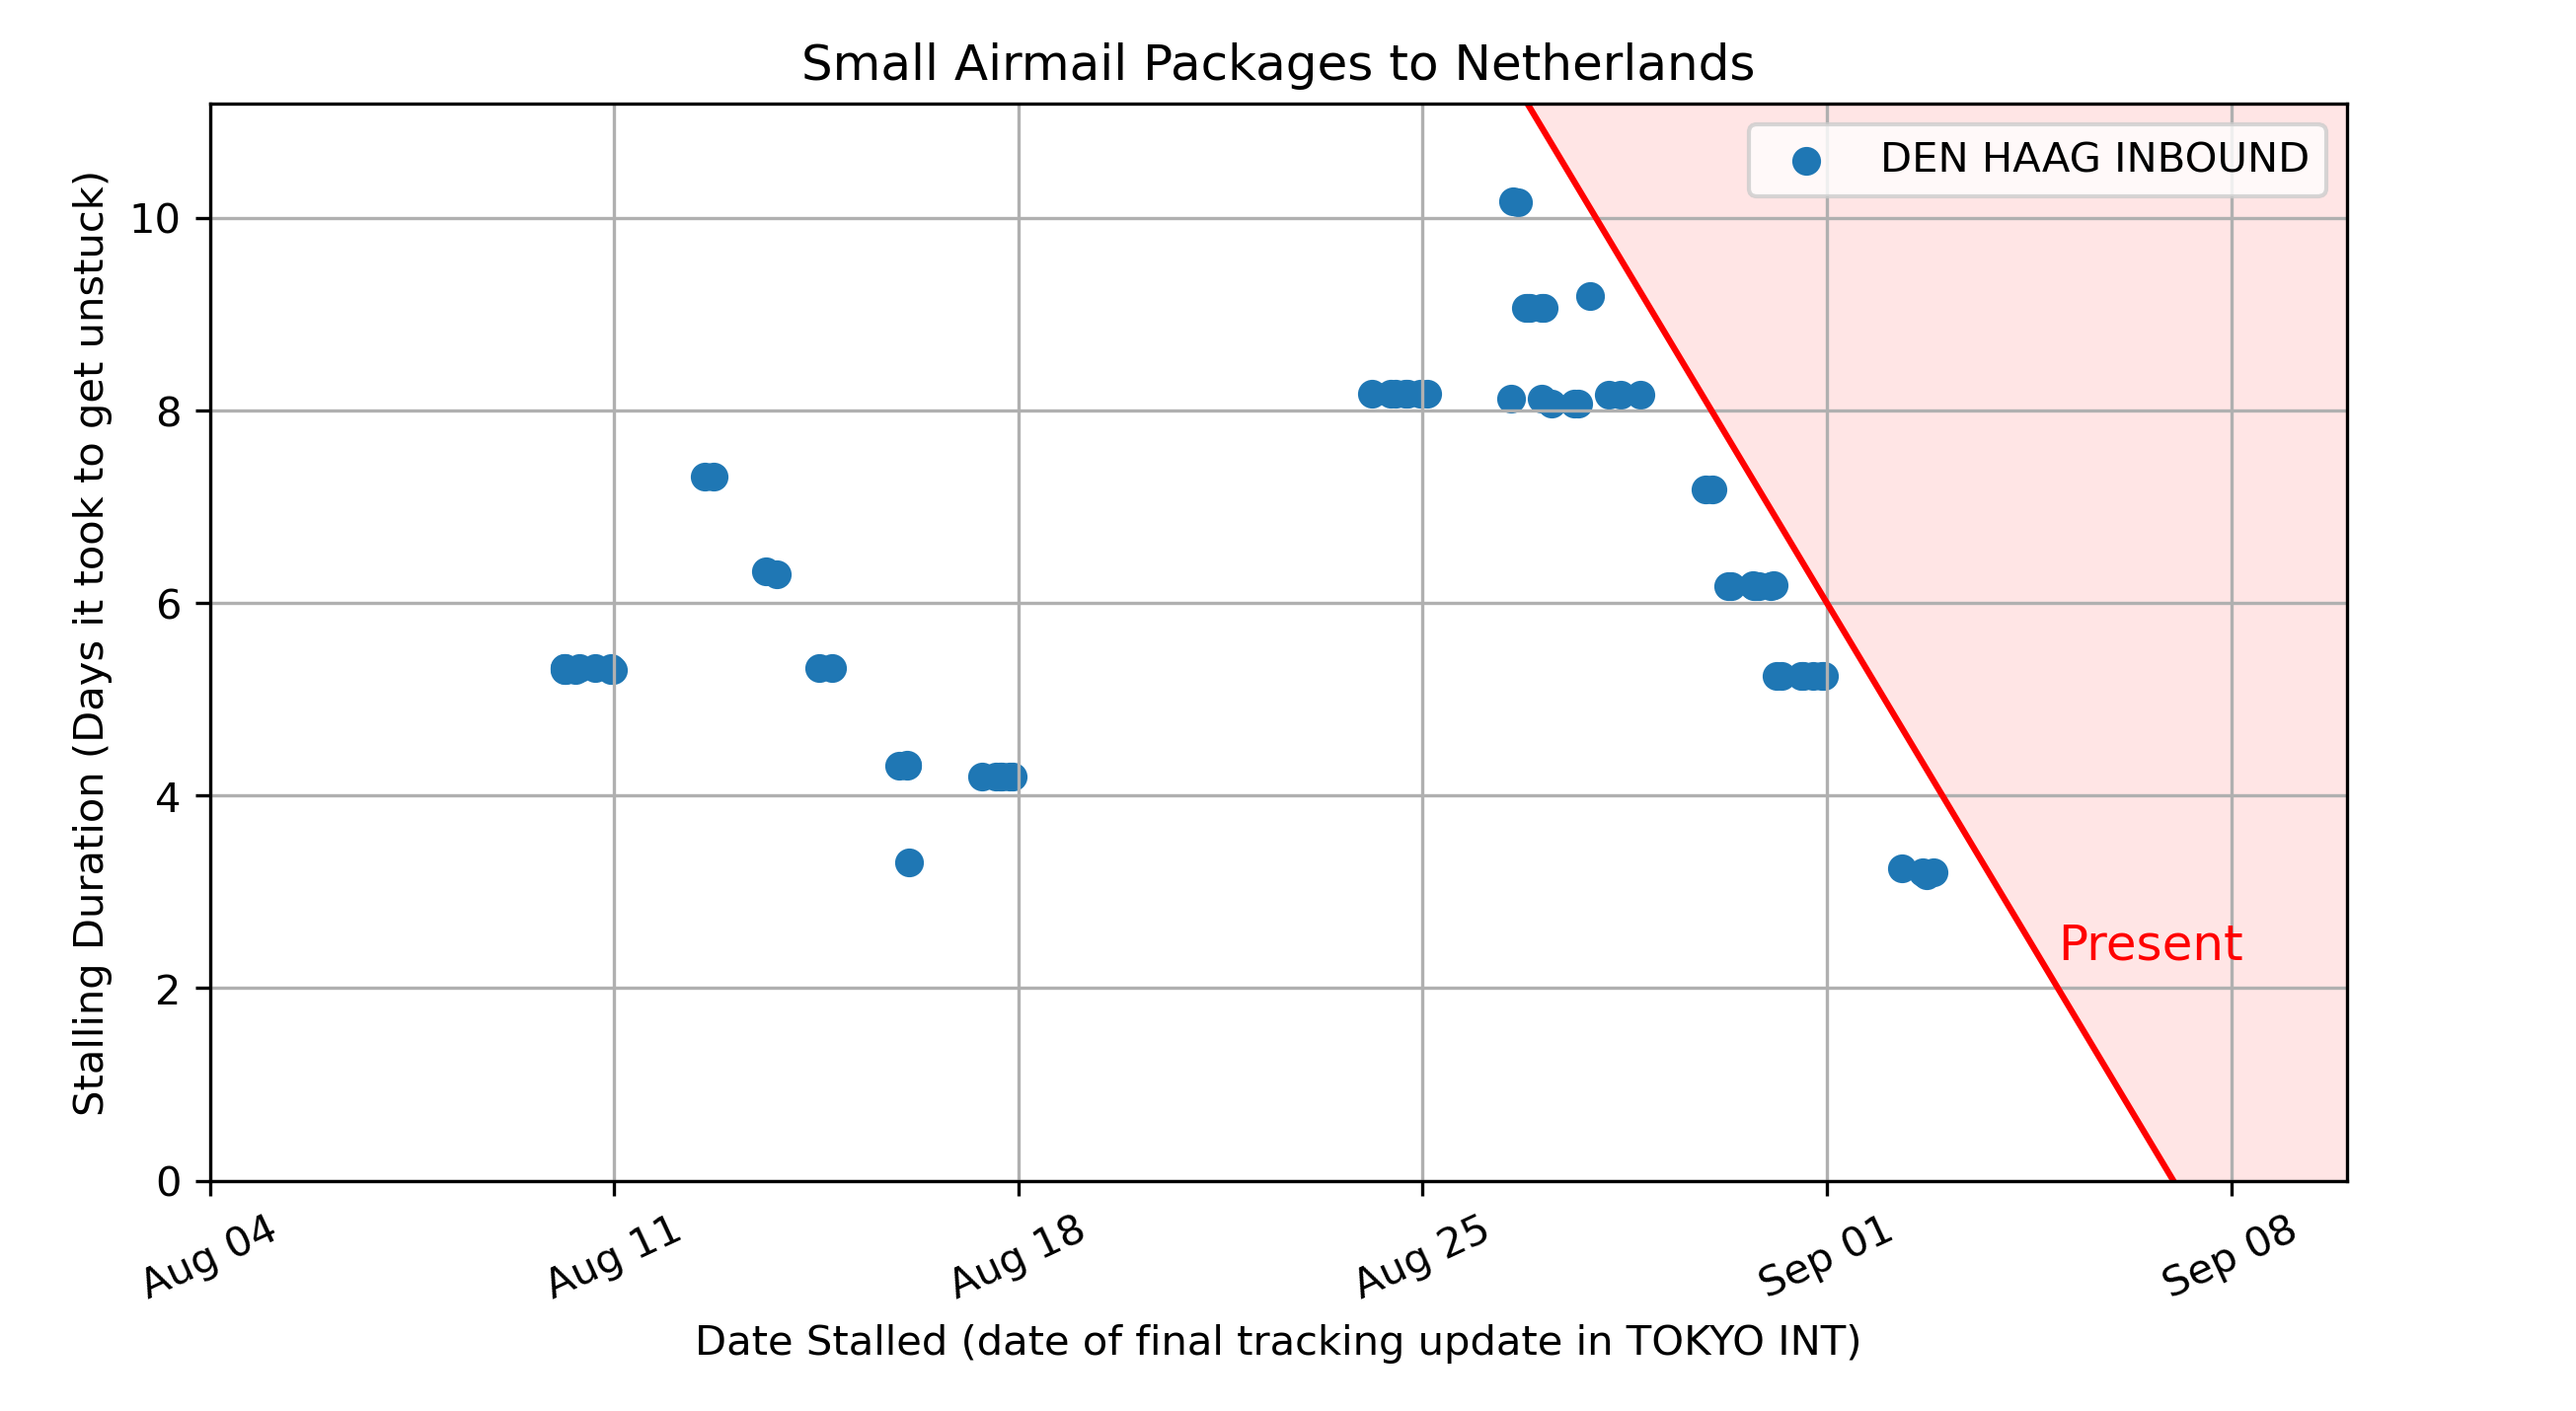 Small Airmail Packages to Netherlands
DEN HAAG INBOUND
Stalling Duration (Days it took to get unstuck)
10
8
6
4
2
0
Present
Aug 04
Aug 11
Aug 18
Aug 25
Sep 01
Sep 08
Date Stalled (date of final tracking update in TOKYO INT)